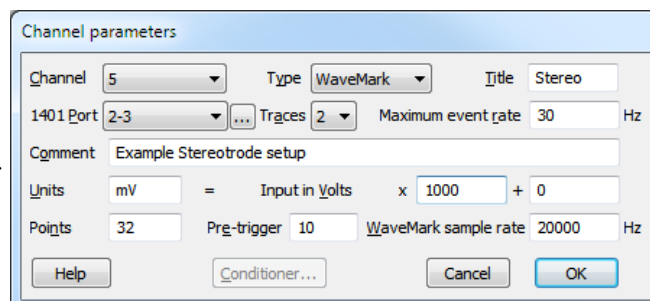 Channel parameters
Channel 5 Type WaveMark Title Stereo
1401 Port 2-3 ... Traces 2 Maximum event rate 30 Hz
Comment Example Stereotrode setup
Units mV = Input in Volts x 1000 + 0
Points 32 Pre-trigger 10 WaveMark sample rate 20000 Hz
Help Conditioner... Cancel OK